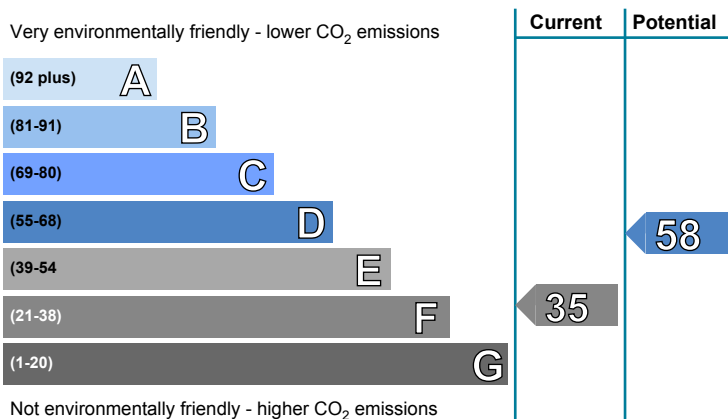 Very environmentally friendly - lower CO2 emissions
Current
Potential
(92 plus) A
(81-91) B
(69-80) C
(55-68) D
58
(39-54 E
(21-38) F
35
(1-20) G
Not environmentally friendly - higher CO2 emissions